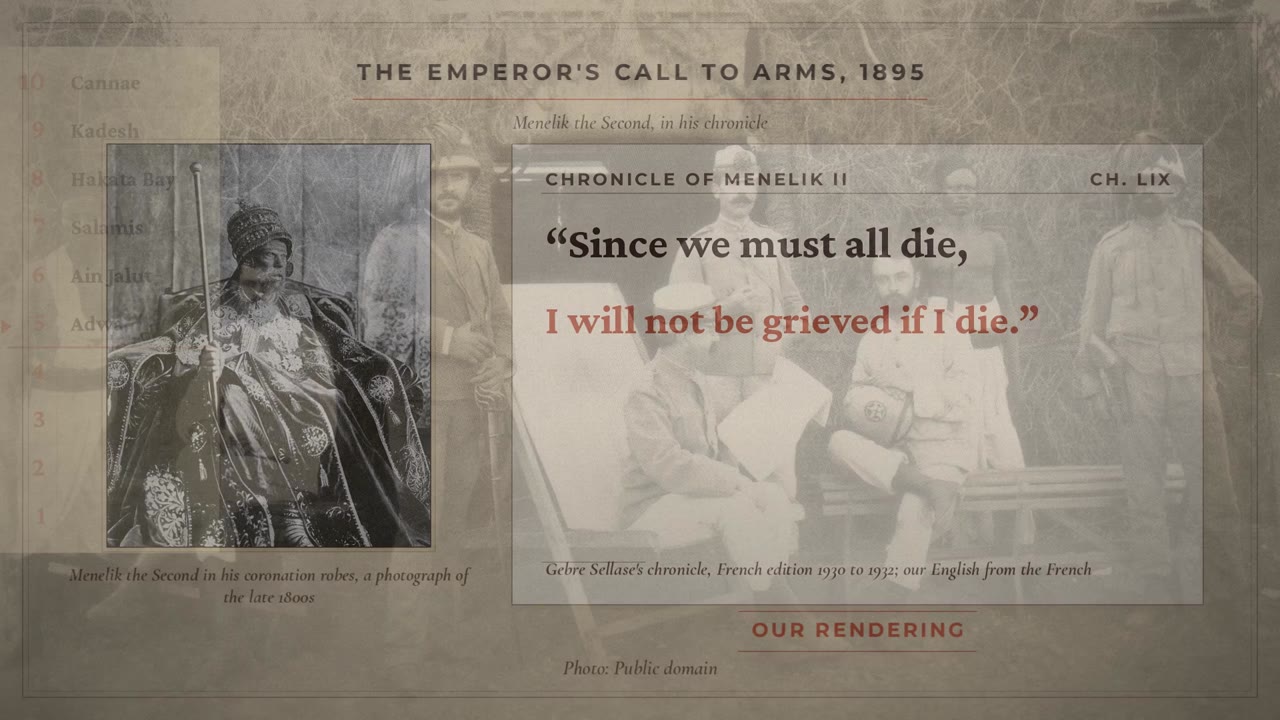 THE EMPEROR'S CALL TO ARMS, 1895
Menelik the Second, in his chronicle
10 Cannae
9 Kadesh
8 Hakata Bay
7 Salamis
6 Ain Jalut
5 Adwa
4
3
2
1
CHRONICLE OF MENELIK II CH. LIX
“Since we must all die,
I will not be grieved if I die.”
Gebre Sellase's chronicle, French edition 1930 to 1932; our English from the French
Menelik the Second in his coronation robes, a photograph of
the late 1800s
OUR RENDERING
Photo: Public domain